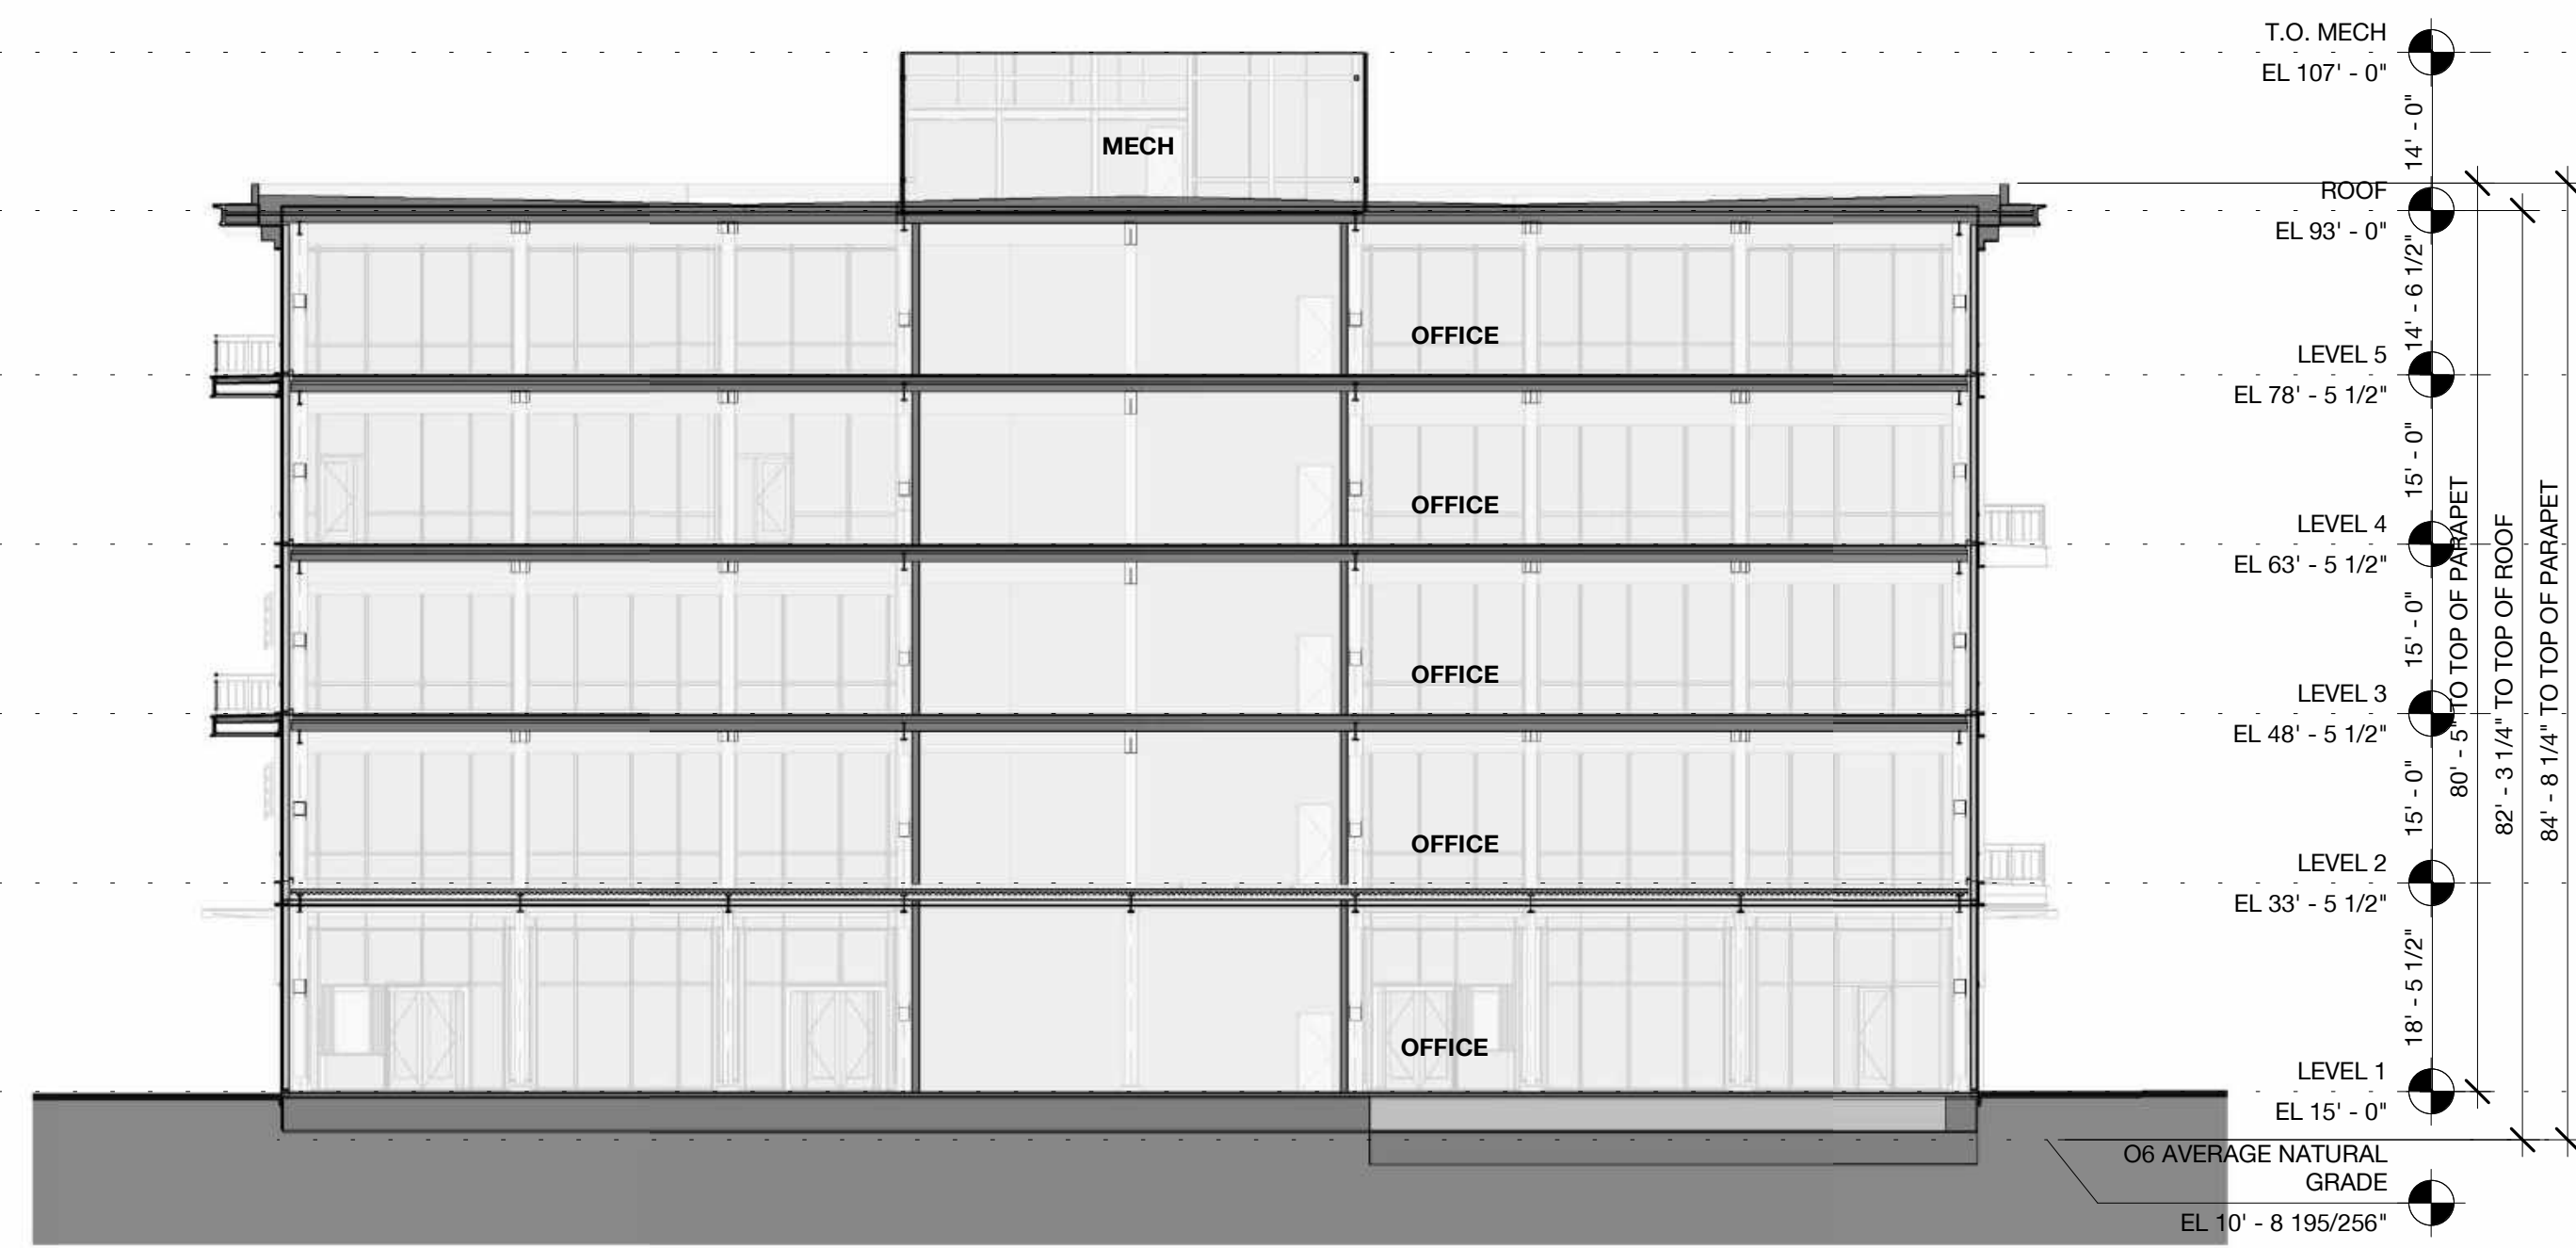 T.O. MECH
EL 107' - 0"
14' - 0"
MECH
ROOF
EL 93' - 0"
14' - 6 1/2"
OFFICE
LEVEL 5
EL 78' - 5 1/2"
15' - 0"
OFFICE
LEVEL 4
EL 63' - 5 1/2"
15' - 0"
OFFICE
LEVEL 3
EL 48' - 5 1/2"
15' - 0"
OFFICE
LEVEL 2
EL 33' - 5 1/2"
18' - 5 1/2"
OFFICE
LEVEL 1
EL 15' - 0"
O6 AVERAGE NATURAL
GRADE
EL 10' - 8 195/256"
80' - 5" TO TOP OF PARAPET
82' - 3 1/4" TO TOP OF ROOF
84' - 8 1/4" TO TOP OF PARAPET